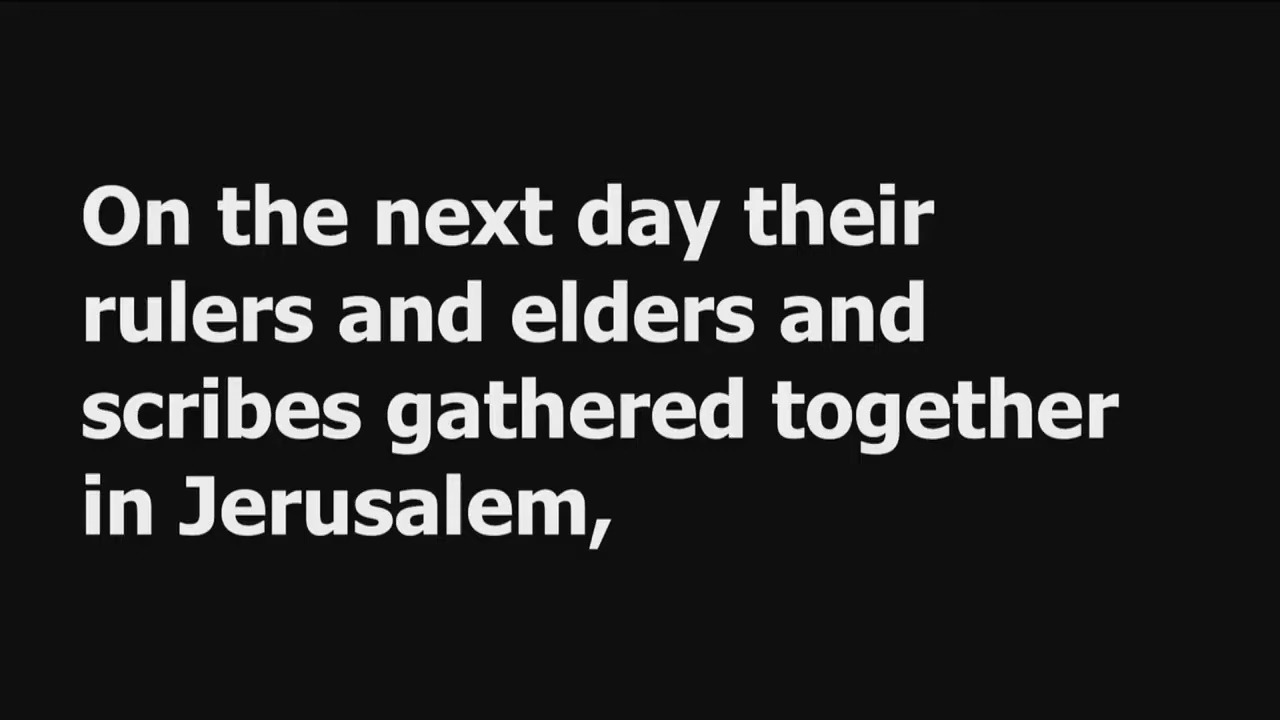 On the next day their
rulers and elders and
scribes gathered together
in Jerusalem,